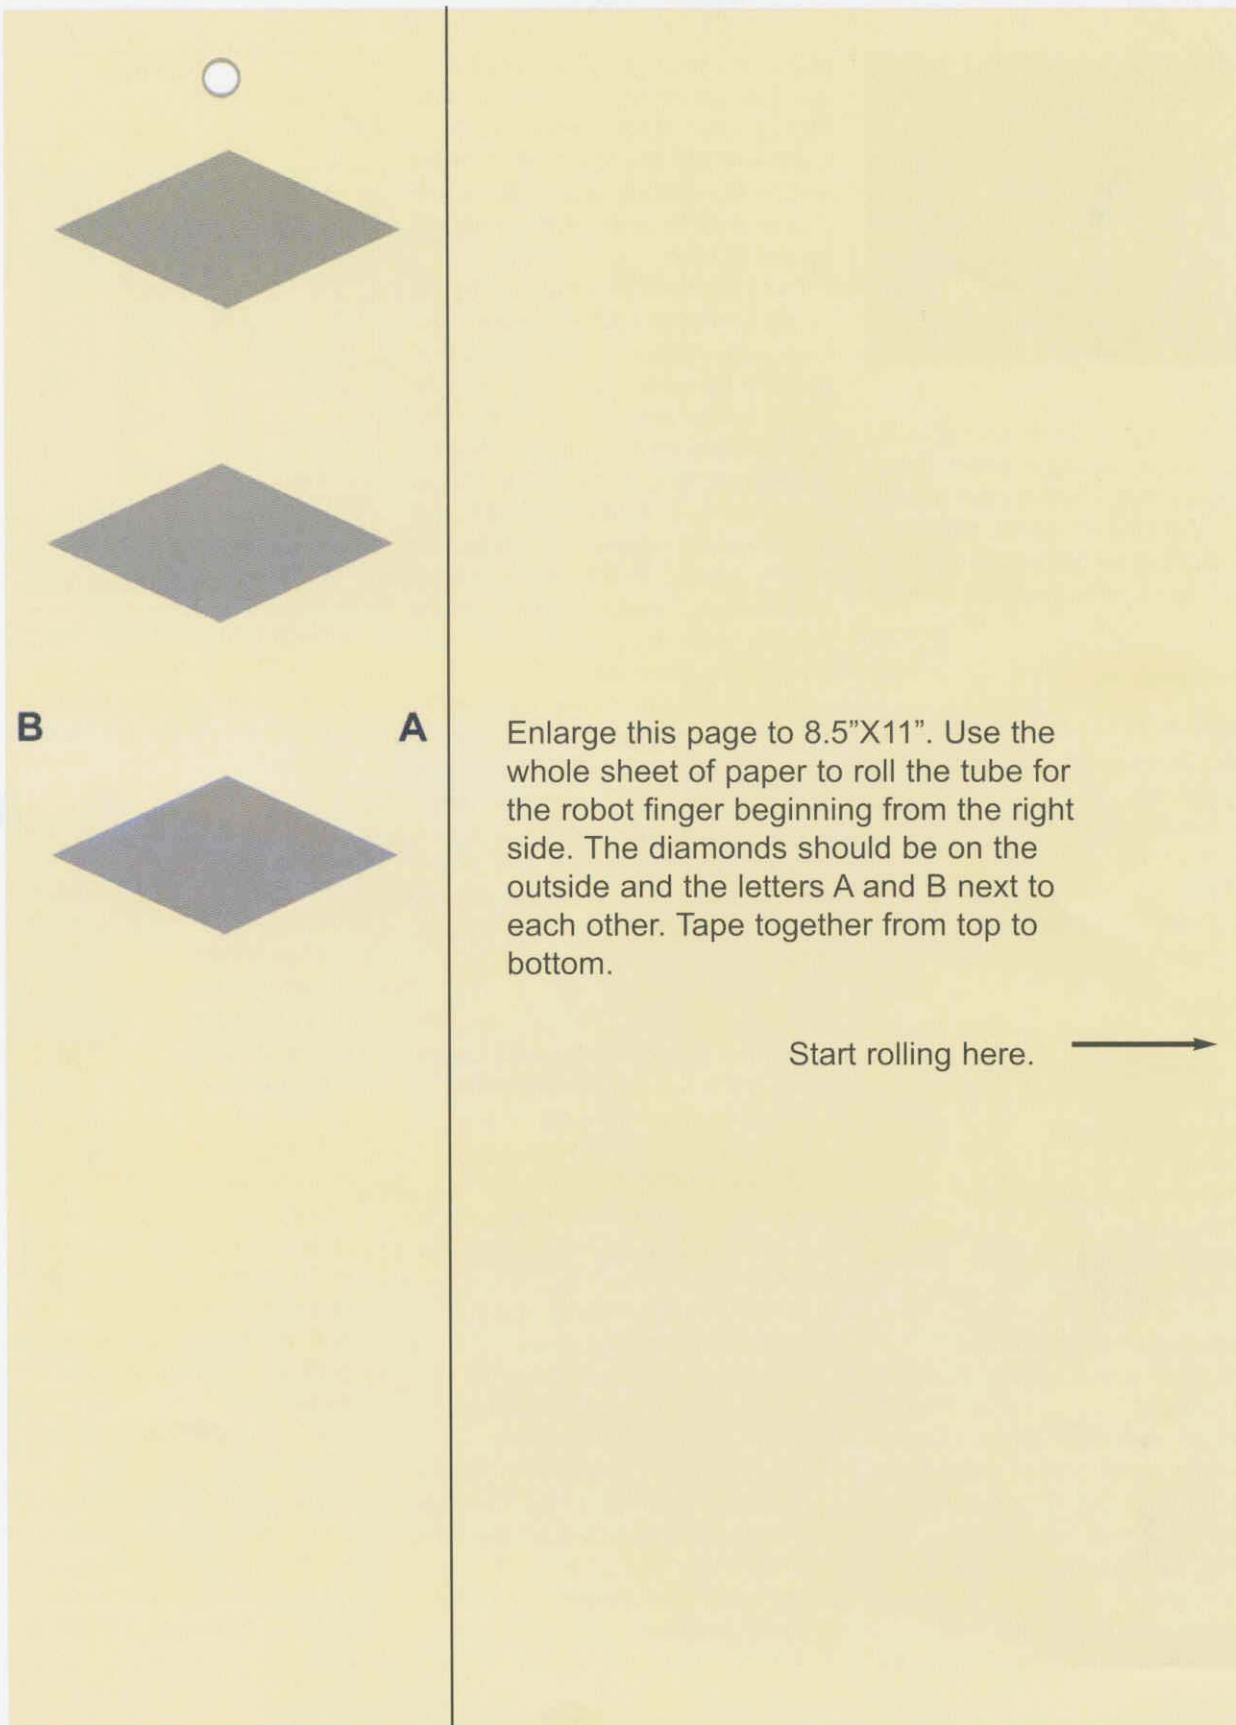 B
A
Enlarge this page to 8.5”X11”. Use the
whole sheet of paper to roll the tube for
the robot finger beginning from the right
side. The diamonds should be on the
outside and the letters A and B next to
each other. Tape together from top to
bottom.
Start rolling here.